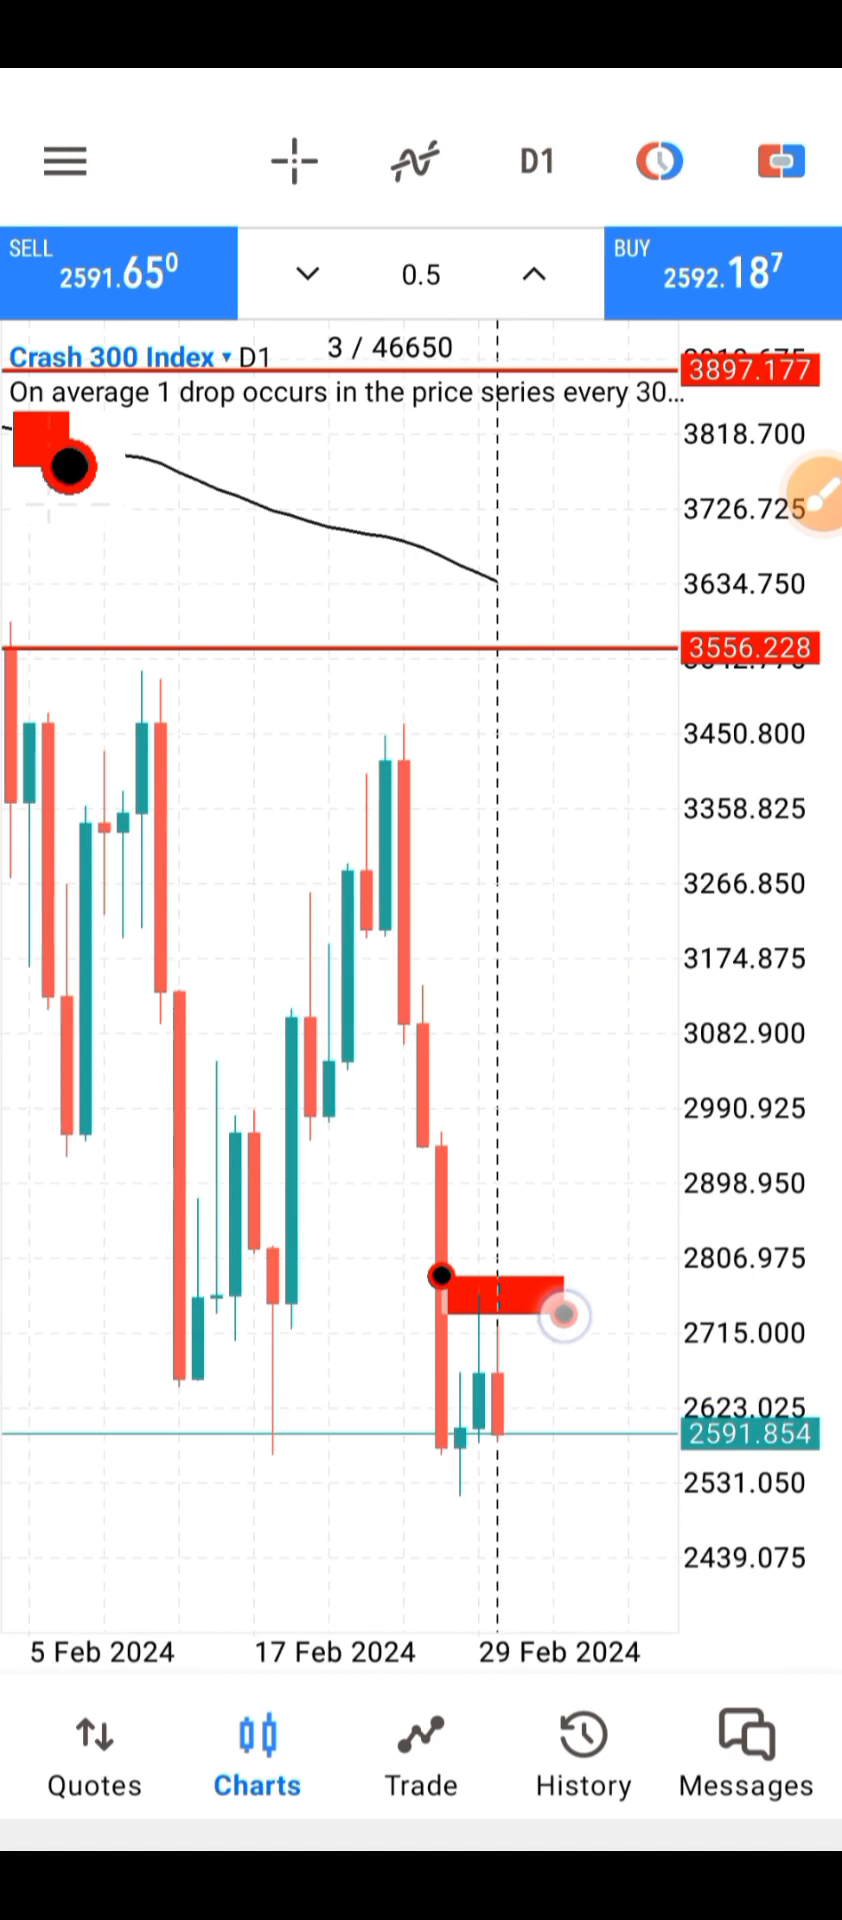 D1
SELL
2591.65⁰
0.5
BUY
2592.18⁷
Crash 300 Index ▾ D1
3 / 46650
3897.177
On average 1 drop occurs in the price series every 30...
3818.700
3726.725
3634.750
3556.228
3450.800
3358.825
3266.850
3174.875
3082.900
2990.925
2898.950
2806.975
2715.000
2623.025
2591.854
2531.050
2439.075
5 Feb 2024
17 Feb 2024
29 Feb 2024
Quotes
Charts
Trade
History
Messages